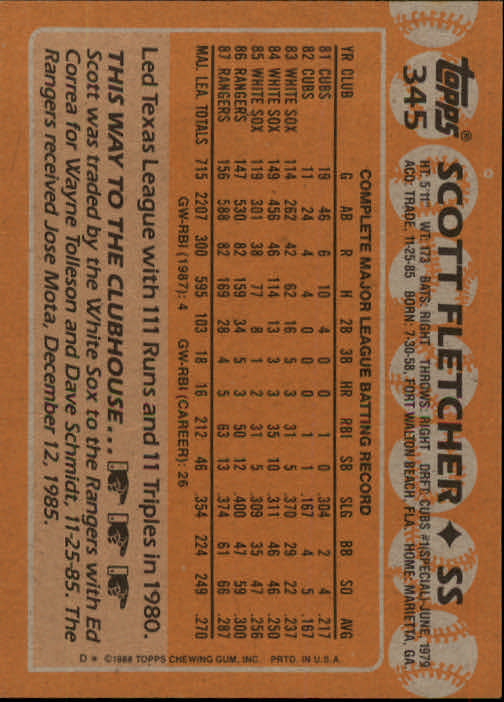 topps®
345
SCOTT FLETCHER ♦ SS
HT: 5'11" WT: 173 BATS: RIGHT THROWS: RIGHT DRFT: CUBS #1(SPECIAL)-JUNE, 1979
ACQ: TRADE, 11-25-85 BORN: 7-30-58, FORT WALTON BEACH, FLA. HOME: MARIETTA, GA.
COMPLETE MAJOR LEAGUE BATTING RECORD
YR CLUB G AB R H 2B 3B HR RBI SB SLG BB SO AVG
81 CUBS 19 46 6 10 4 0 0 1 0 .304 2 4 .217
82 CUBS 11 24 4 4 0 0 0 1 1 .167 4 5 .167
83 WHITE SOX 114 262 42 62 16 5 3 31 5 .370 29 22 .237
84 WHITE SOX 149 456 46 114 13 3 3 35 10 .311 46 46 .250
85 WHITE SOX 119 301 38 77 8 1 2 31 5 .309 35 47 .256
86 RANGERS 147 530 82 159 34 5 3 50 12 .400 47 59 .300
87 RANGERS 156 588 82 169 28 4 5 63 13 .374 61 66 .287
MAJ. LEA. TOTALS 715 2207 300 595 103 18 16 212 46 .354 224 249 .270
GW-RBI (1987): 4 GW-RBI (CAREER): 26
Led Texas League with 111 Runs and 11 Triples in 1980.
THIS WAY TO THE CLUBHOUSE...
Scott was traded by the White Sox to the Rangers with Ed
Correa for Wayne Tolleson and Dave Schmidt, 11-25-85. The
Rangers received Jose Mota, December 12, 1985.
D* ©1988 TOPPS CHEWING GUM, INC. PRTD. IN U.S.A.